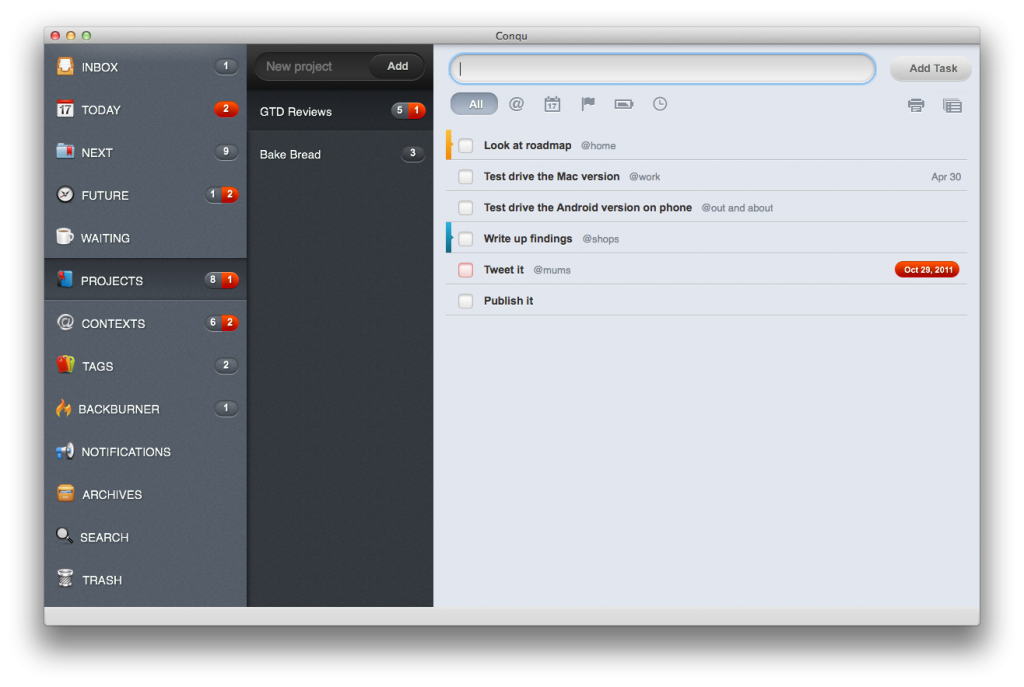 Conqu
INBOX 1
17 TODAY 2
NEXT 9
FUTURE 1 2
WAITING
PROJECTS 8 1
@ CONTEXTS 6 2
TAGS 2
BACKBURNER 1
NOTIFICATIONS
ARCHIVES
SEARCH
TRASH
New project Add
GTD Reviews 5 1
Bake Bread 3
Add Task
All @ 17
Look at roadmap @home
Test drive the Mac version @work Apr 30
Test drive the Android version on phone @out and about
Write up findings @shops
Tweet it @mums Oct 29, 2011
Publish it